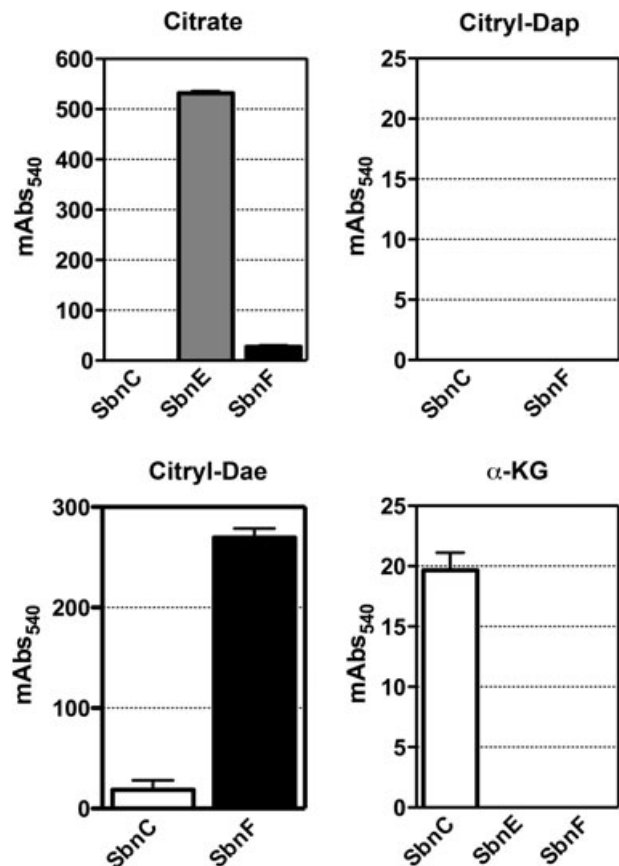 Citrate
mAbs540
600
500
400
300
200
100
0
SbnC
SbnE
SbnF
Citryl-Dap
mAbs540
25
20
15
10
5
0
SbnC
SbnF
Citryl-Dae
mAbs540
300
200
100
0
SbnC
SbnF
α-KG
mAbs540
25
20
15
10
5
0
SbnC
SbnE
SbnF